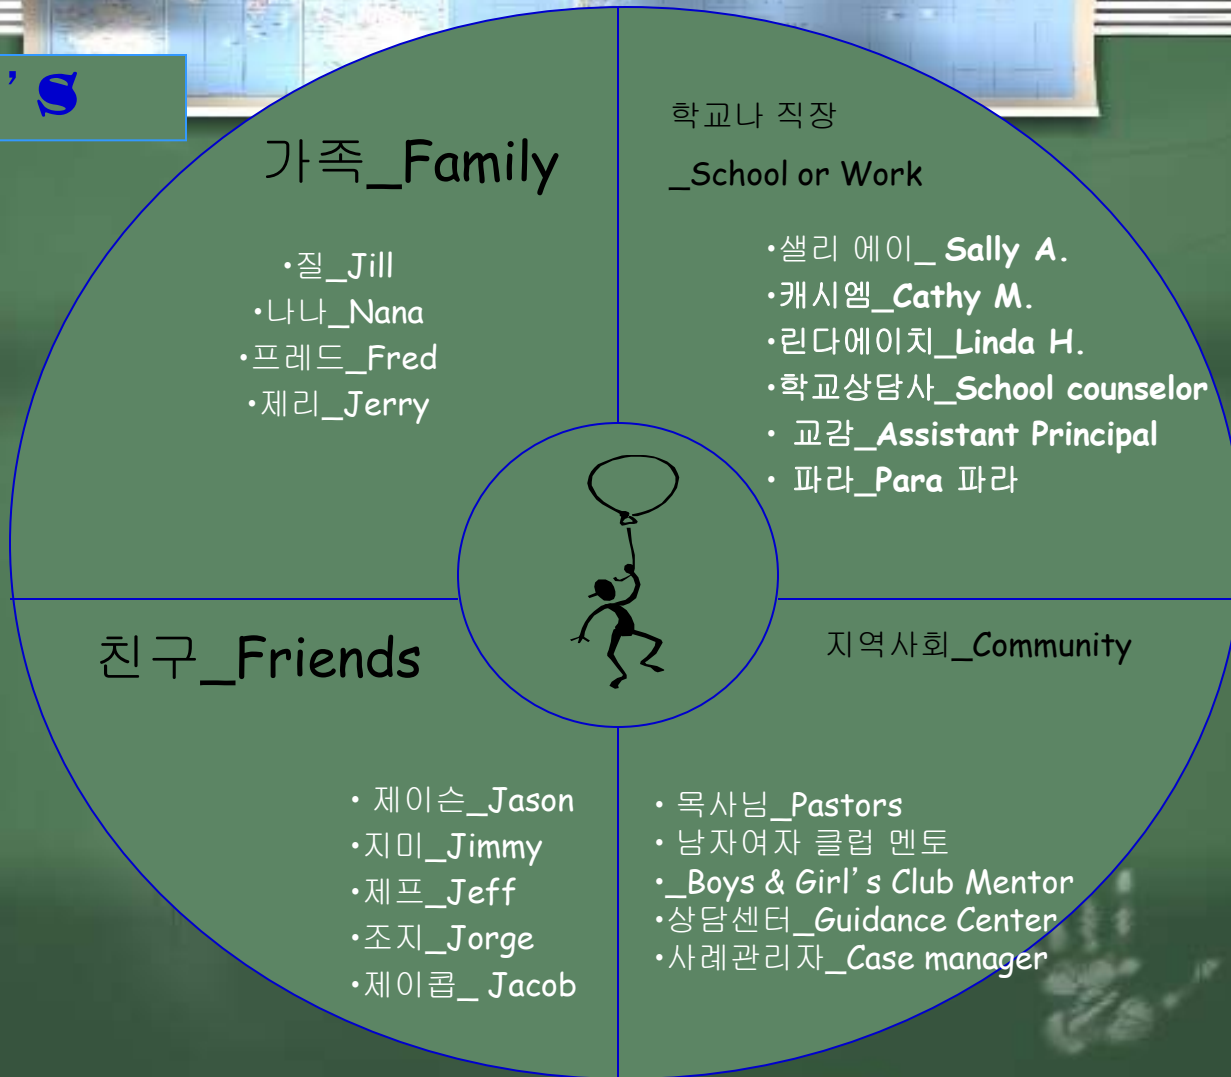 ’S
가족_Family
•질_Jill
•나나_Nana
•프레드_Fred
•제리_Jerry
학교나 직장
_School or Work
•샐리 에이_ Sally A.
•캐시엠_Cathy M.
•린다에이치_Linda H.
•학교상담사_School counselor
• 교감_Assistant Principal
• 파라_Para 파라
친구_Friends
• 제이슨_Jason
•지미_Jimmy
•제프_Jeff
•조지_Jorge
•제이콥_ Jacob
지역사회_Community
• 목사님_Pastors
• 남자여자 클럽 멘토
•_Boys & Girl’s Club Mentor
•상담센터_Guidance Center
•사례관리자_Case manager